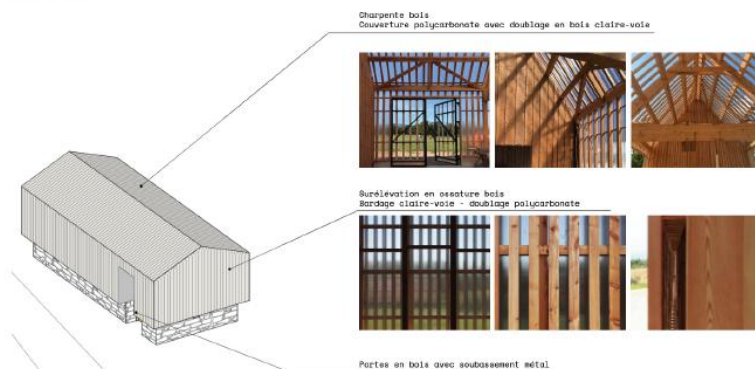 Charpente bois
Couverture polycarbonate avec doublage en bois claire-voie
Surélévation en ossature bois
Bardage claire-voie - doublage polycarbonate
Portes en bois avec soubassement métal